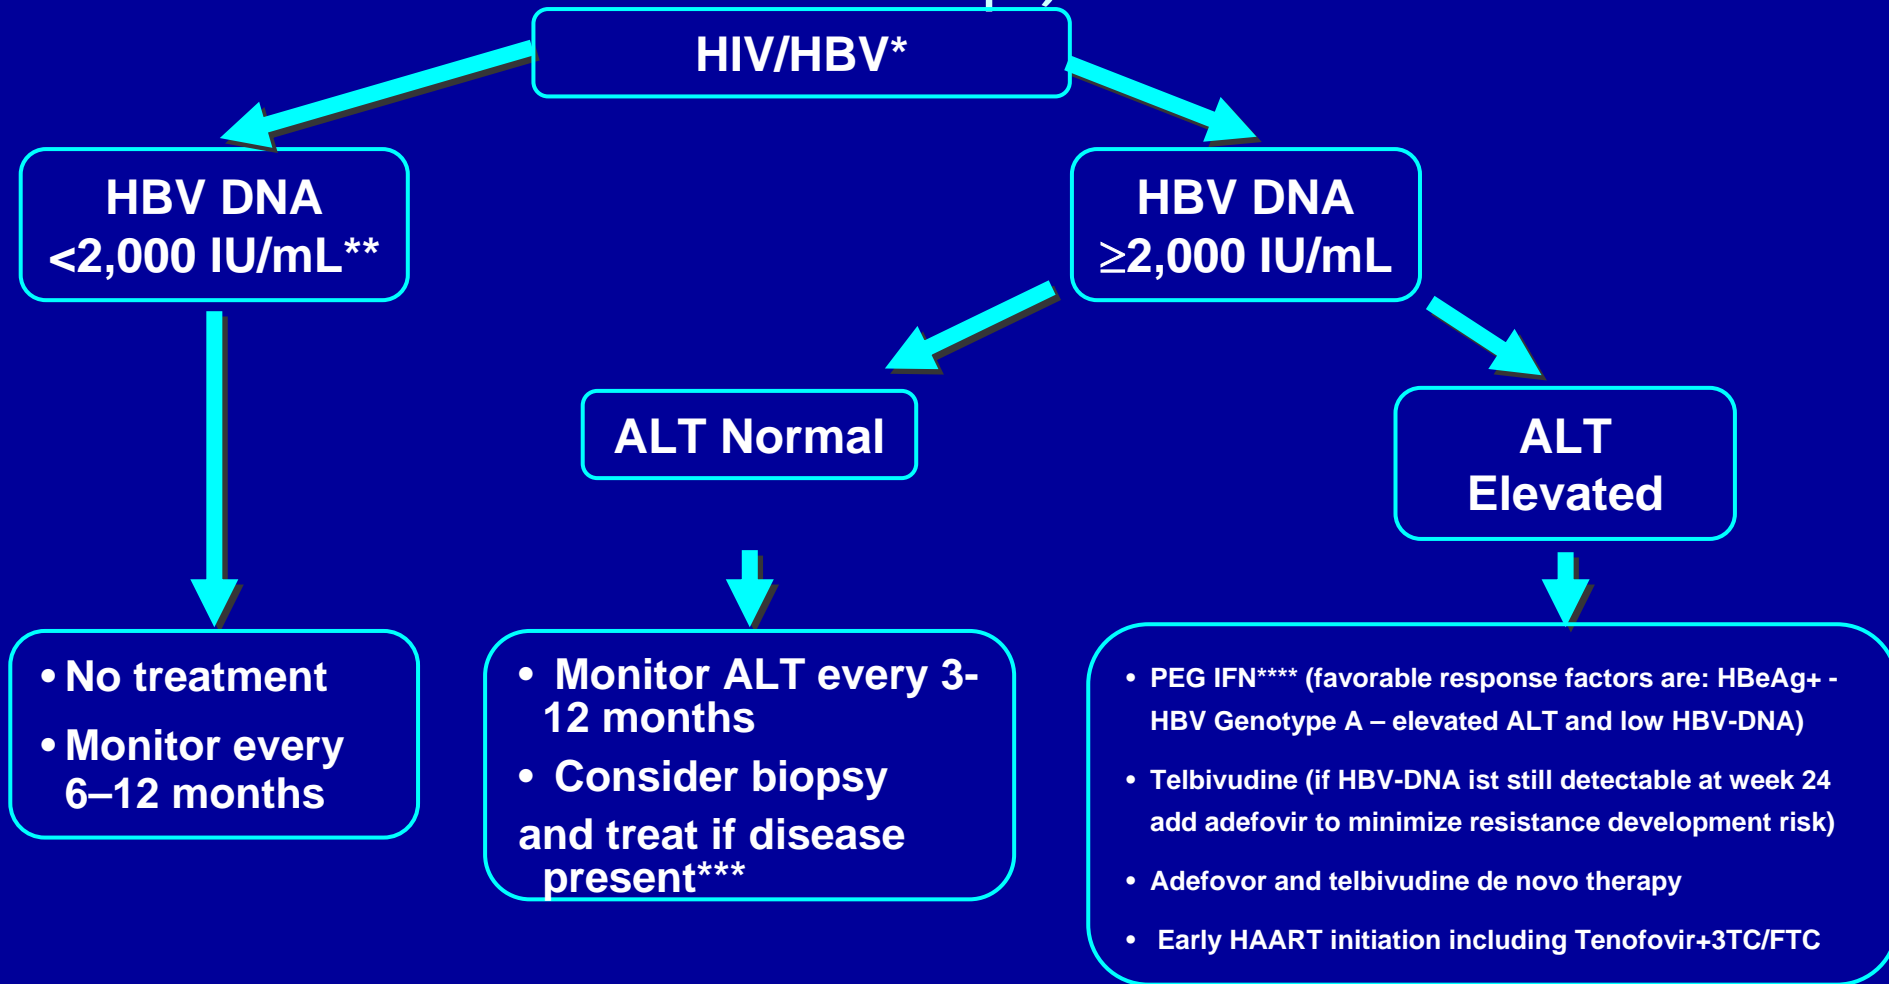 HIV/HBV*
HBV DNA
<2,000 IU/mL**
HBV DNA
≥2,000 IU/mL
ALT Normal
ALT
Elevated
• No treatment
• Monitor every
6–12 months
• Monitor ALT every 3-
12 months
• Consider biopsy
and treat if disease
present***
• PEG IFN**** (favorable response factors are: HBeAg+ -
HBV Genotype A – elevated ALT and low HBV-DNA)
• Telbivudine (if HBV-DNA ist still detectable at week 24
add adefovir to minimize resistance development risk)
• Adefovor and telbivudine de novo therapy
• Early HAART initiation including Tenofovir+3TC/FTC